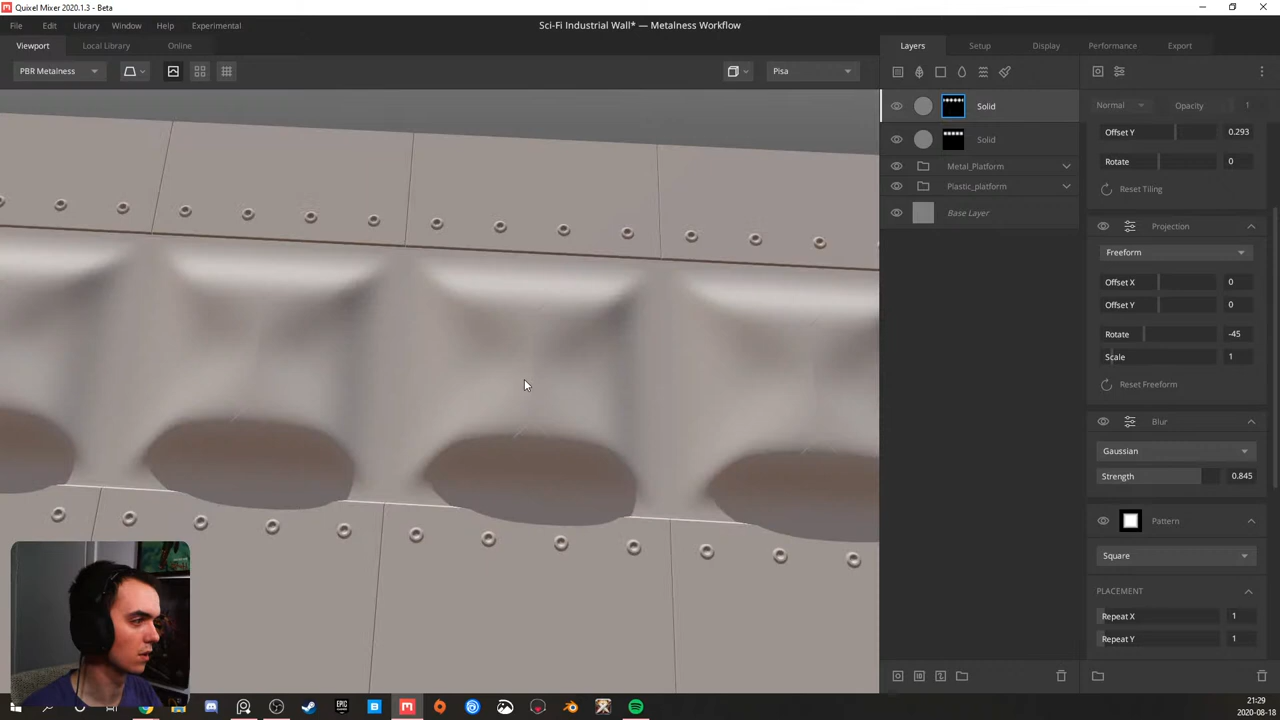 Quixel Mixer 2020.1.3 - Beta
File Edit Library Window Help Experimental
Sci-Fi Industrial Wall* — Metalness Workflow
Viewport Local Library Online
Layers Setup Display Performance Export
PBR Metalness
Pisa
Solid
Normal Opacity 1
Offset Y 0.293
Solid
Rotate 0
Metal_Platform
Plastic_platform
Reset Tiling
Base Layer
Projection
Freeform
Offset X 0
Offset Y 0
Rotate -45
Scale 1
Reset Freeform
Blur
Gaussian
Strength 0.845
Pattern
Square
PLACEMENT
Repeat X 1
Repeat Y 1
EPIC
21:29
2020-08-18